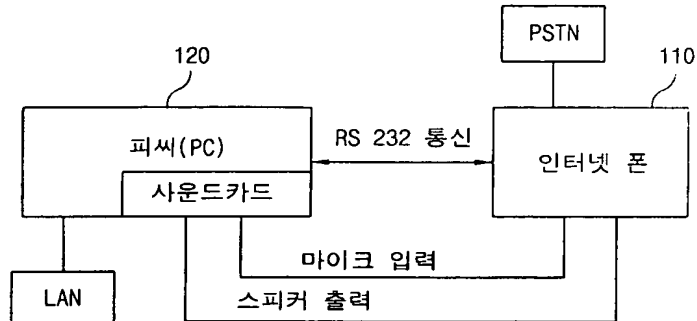 PSTN
120
110
피씨(PC)
RS 232 통신
인터넷 폰
사운드카드
마이크 입력
LAN
스피커 출력